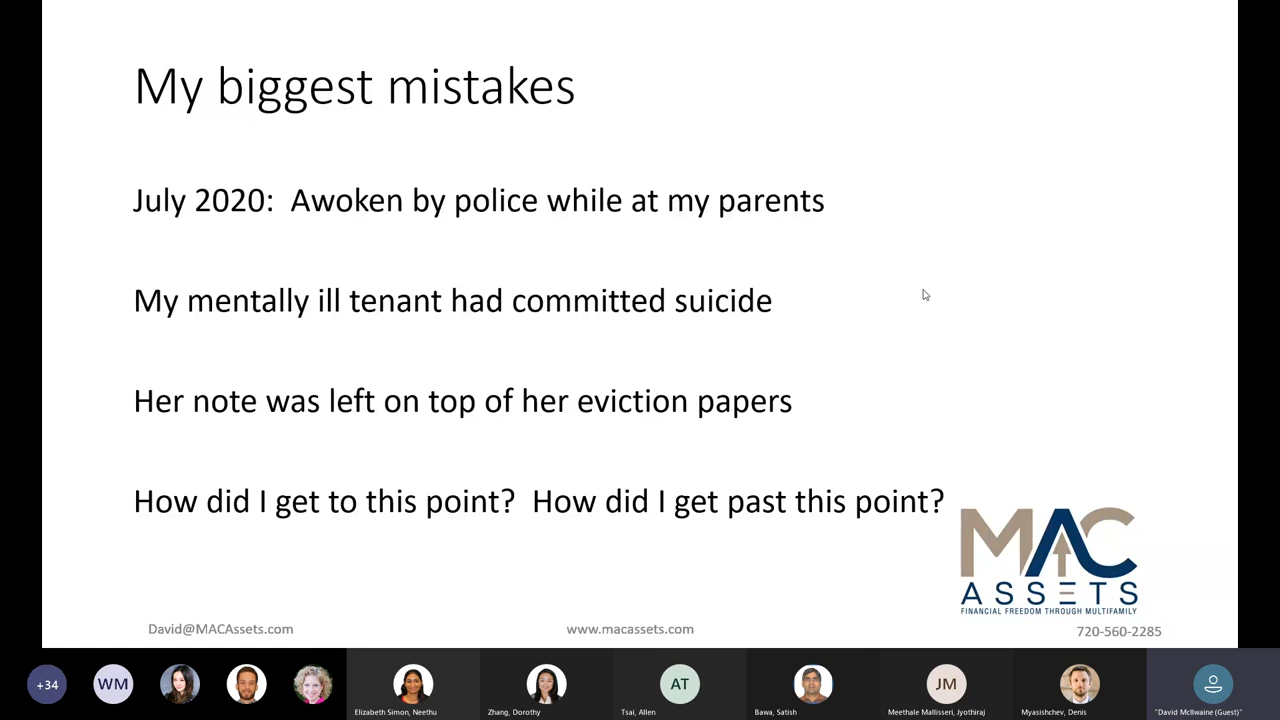 My biggest mistakes
July 2020:  Awoken by police while at my parents
My mentally ill tenant had committed suicide
Her note was left on top of her eviction papers
How did I get to this point?  How did I get past this point?
MAC
ASSETS
FINANCIAL FREEDOM THROUGH MULTIFAMILY
David@MACAssets.com
www.macassets.com
720-560-2285
+34
WM
AT
JM
Elizabeth Simon, Neethu
Zhang, Dorothy
Tsai, Allen
Bawa, Satish
Meethale Mallisseri, Jyothiraj
Myasishchev, Denis
"David McIlwaine (Guest)"